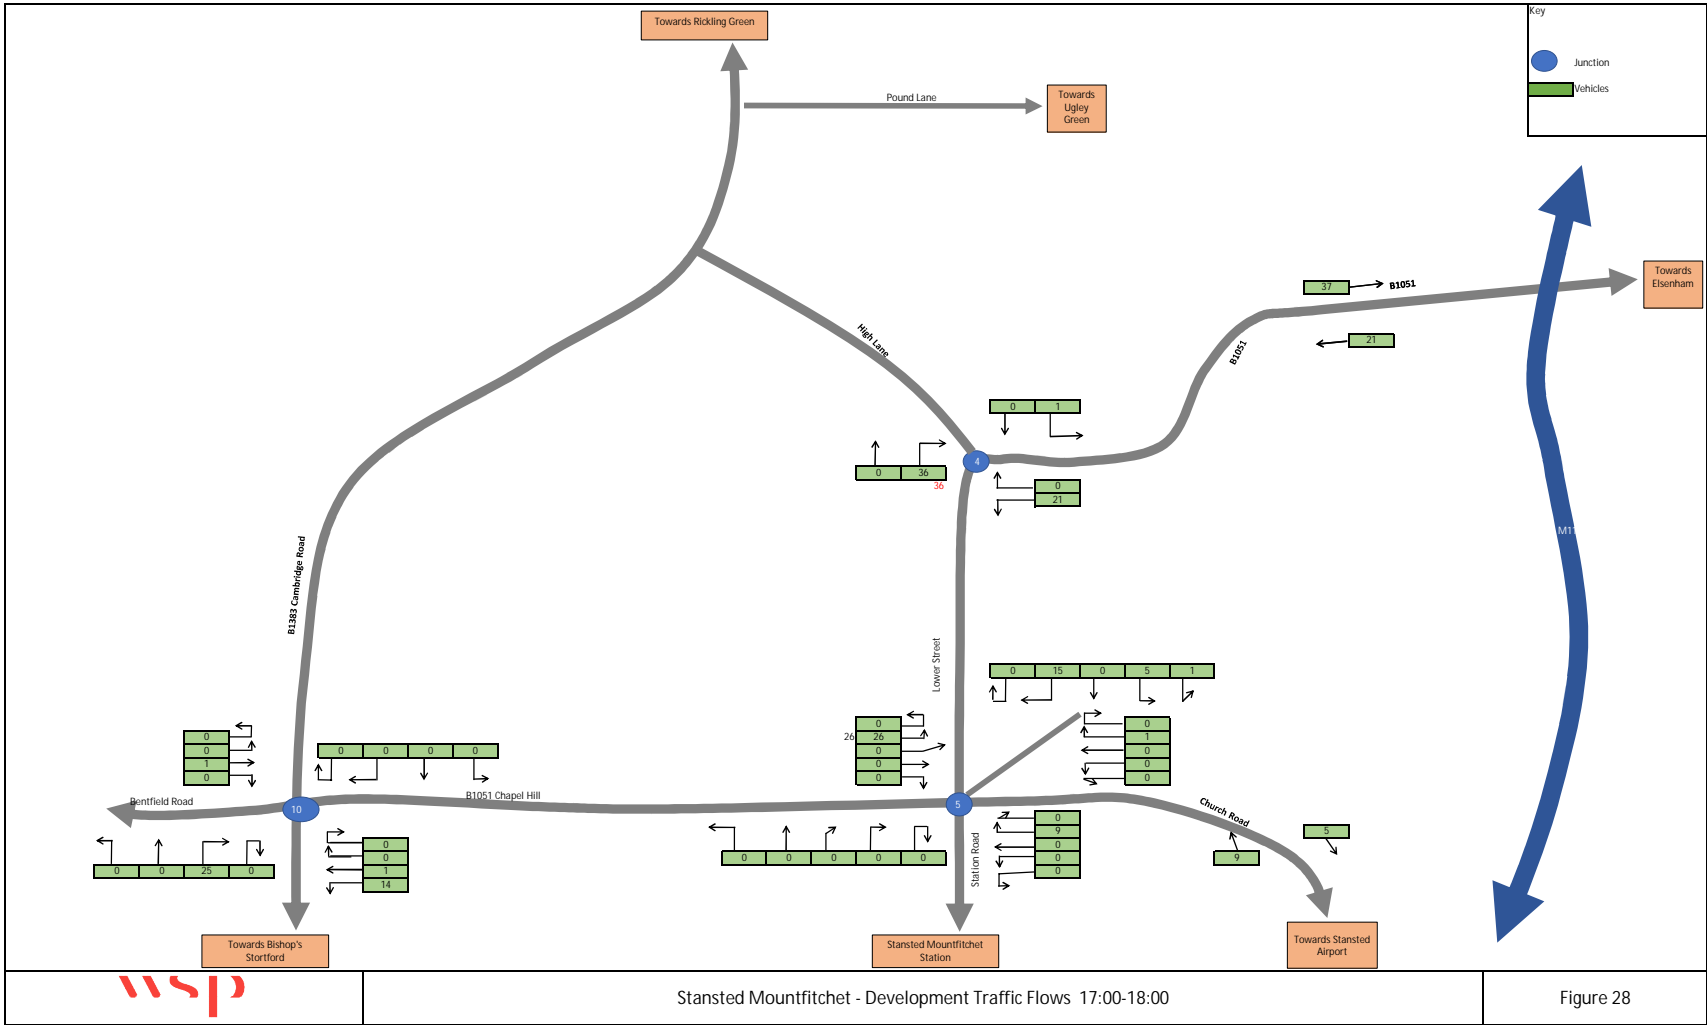 Towards Rickling Green
Key
Junction
Vehicles
Pound Lane
Towards
Ugley
Green
Towards
Elsenham
37
B1051
21
High Lane
B1051
0 1
4
0 36
36
0
21
M11
B1383 Cambridge Road
Lower Street
0 15 0 5 1
0
0
1
0
0 0 0 0
0
26 26
0
0
0
0
1
0
0
0
Bentfield Road
10
B1051 Chapel Hill
5
Church Road
0 0 25 0
0
0
1
14
0 0 0 0 0
Station Road
0
9
0
0
0
5
9
Towards Bishop's
Stortford
Stansted Mountfitchet
Station
Towards Stansted
Airport
wsp
Stansted Mountfitchet - Development Traffic Flows 17:00-18:00
Figure 28